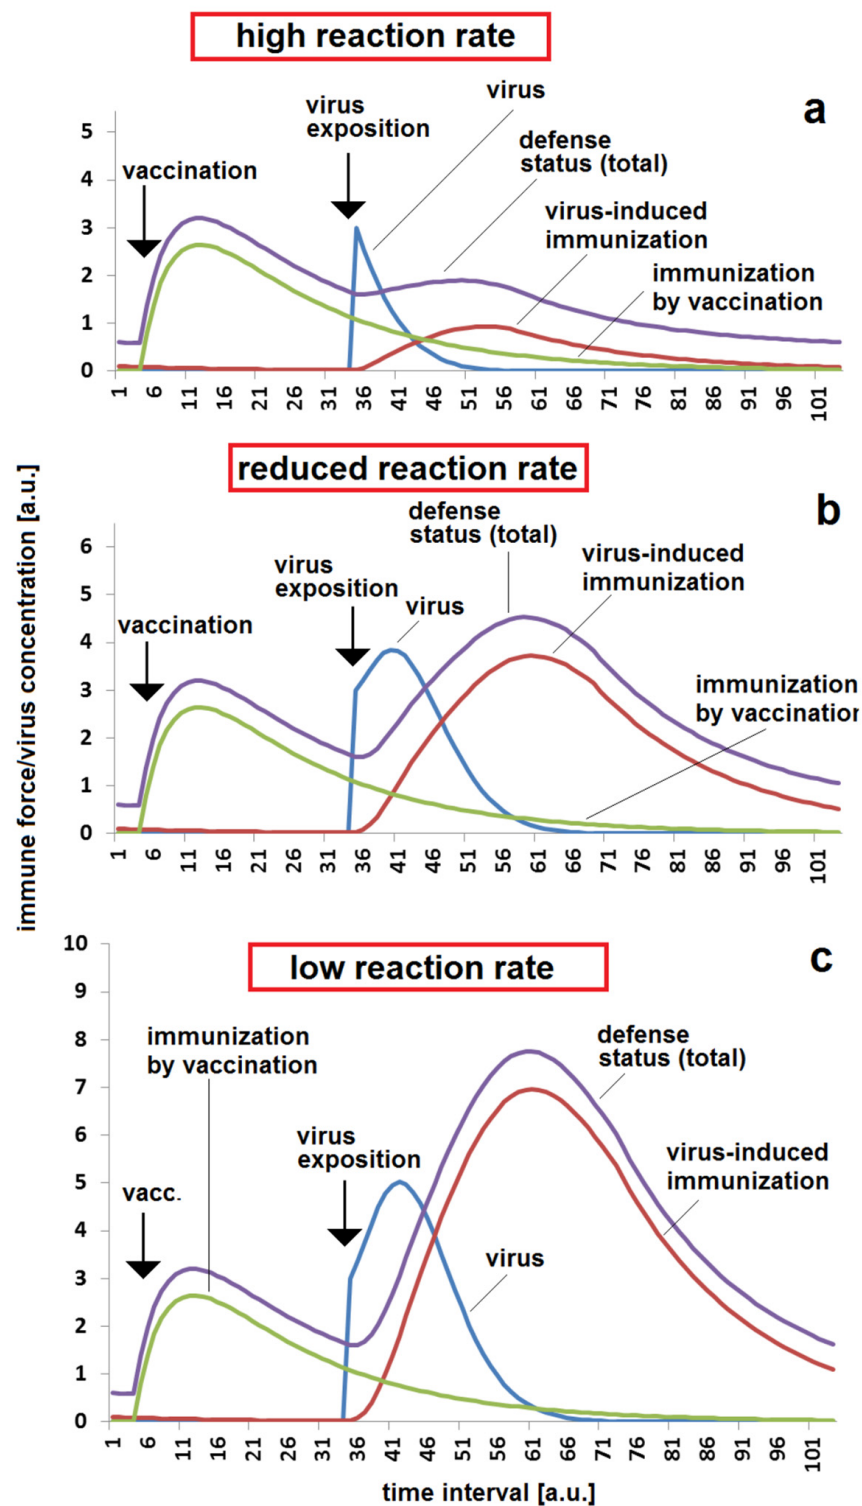 high reaction rate
a
virus
virus
exposition
defense
status (total)
vaccination
virus-induced
immunization
immunization
by vaccination
5
4
3
2
1
0
1 6 11 16 21 26 31 36 41 46 51 56 61 66 71 76 81 86 91 96 101
reduced reaction rate
b
defense
status (total)
virus-induced
immunization
virus
exposition
virus
vaccination
immunization
by vaccination
6
5
4
3
2
1
0
1 6 11 16 21 26 31 36 41 46 51 56 61 66 71 76 81 86 91 96 101
immune force/virus concentration [a.u.]
low reaction rate
c
immunization
by vaccination
defense
status (total)
virus
exposition
virus-induced
immunization
vacc.
virus
10
9
8
7
6
5
4
3
2
1
0
1 6 11 16 21 26 31 36 41 46 51 56 61 66 71 76 81 86 91 96 101
time interval [a.u.]